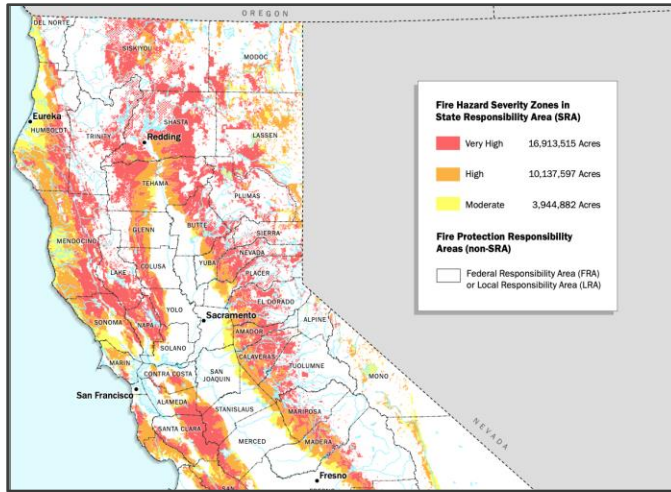 OREGON
DEL NORTE
SISKIYOU
MODOC
Eureka
HUMBOLDT
TRINITY
SHASTA
Redding
LASSEN
TEHAMA
PLUMAS
MENDOCINO
GLENN
BUTTE
SIERRA
LAKE
COLUSA
YUBA
NEVADA
PLACER
YOLO
EL DORADO
SONOMA
NAPA
Sacramento
ALPINE
SOLANO
AMADOR
MARIN
CALAVERAS
CONTRA COSTA
SAN
JOAQUIN
TUOLUMNE
MONO
San Francisco
ALAMEDA
STANISLAUS
MARIPOSA
SANTA CLARA
MERCED
MADERA
Fresno
SAN
NEVADA
Fire Hazard Severity Zones in
State Responsibility Area (SRA)
Very High 16,913,515 Acres
High 10,137,597 Acres
Moderate 3,944,882 Acres
Fire Protection Responsibility
Areas (non-SRA)
Federal Responsibility Area (FRA)
or Local Responsibility Area (LRA)